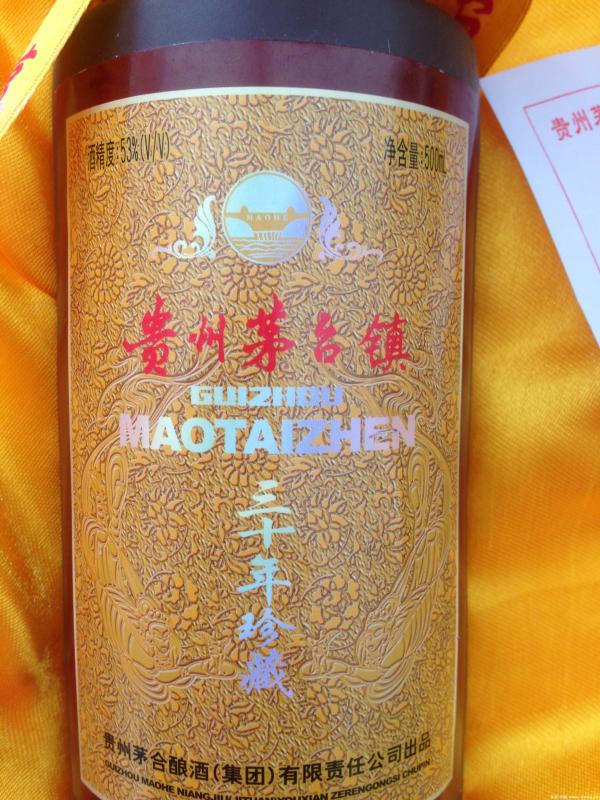 酒精度:53%(V/V)
净含量:500mL
MAOHE
贵州茅台镇
GUIZHOU
MAOTAIZHEN
三十年珍藏
贵州茅合酿酒(集团)有限责任公司出品
GUIZHOU MAOHE NIANGJIU(JITUAN)YOUXIAN ZERENGONGSI CHUPIN
贵州茅